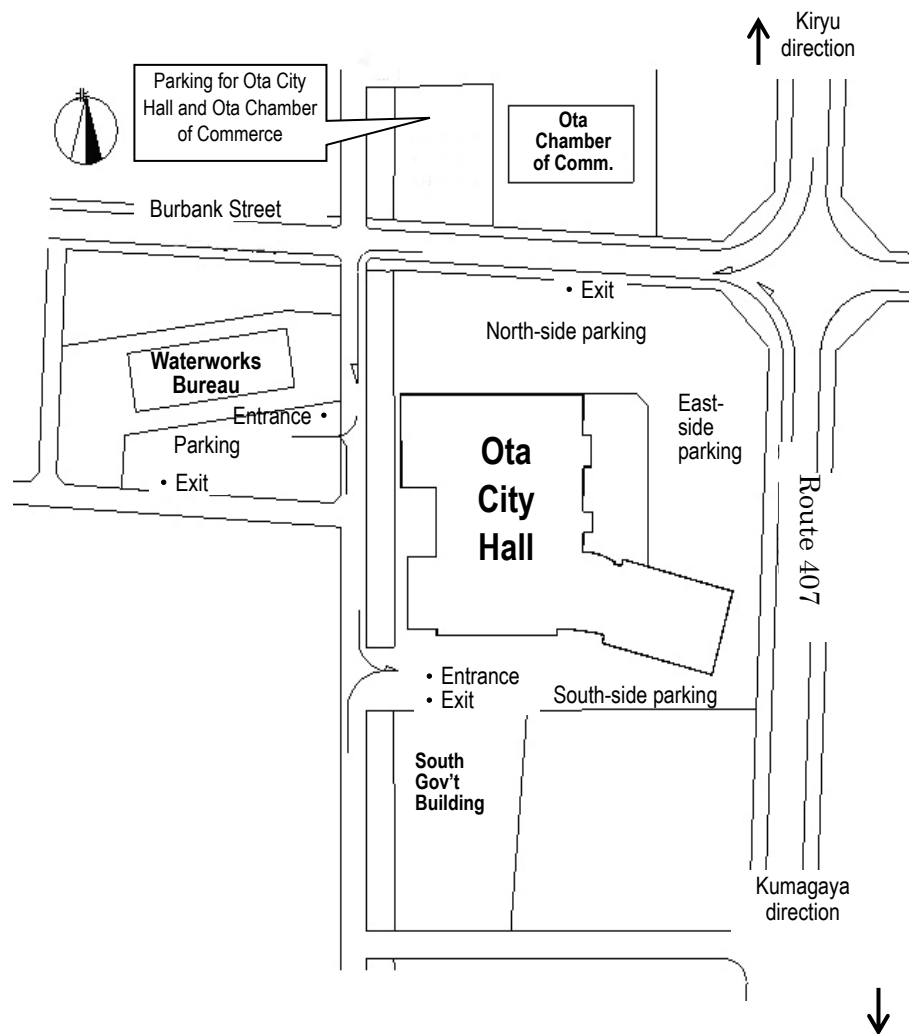 Kiryu
direction
Parking for Ota City
Hall and Ota Chamber
of Commerce
Ota
Chamber
of Comm.
Burbank Street
• Exit
North-side parking
Waterworks
Bureau
Entrance •
Parking
• Exit
East-
side
parking
Ota
City
Hall
Route 407
• Entrance
• Exit
South-side parking
South
Gov't
Building
Kumagaya
direction